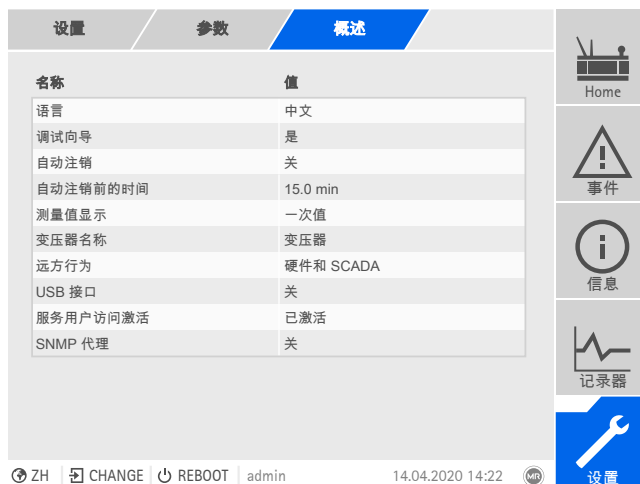 设置 参数 概述
名称 值
语言 中文
调试向导 是
自动注销 关
自动注销前的时间 15.0 min
测量值显示 一次值
变压器名称 变压器
远方行为 硬件和 SCADA
USB 接口 关
服务用户访问激活 已激活
SNMP 代理 关
Home
事件
信息
记录器
设置
ZH CHANGE REBOOT admin 14.04.2020 14:22 MR